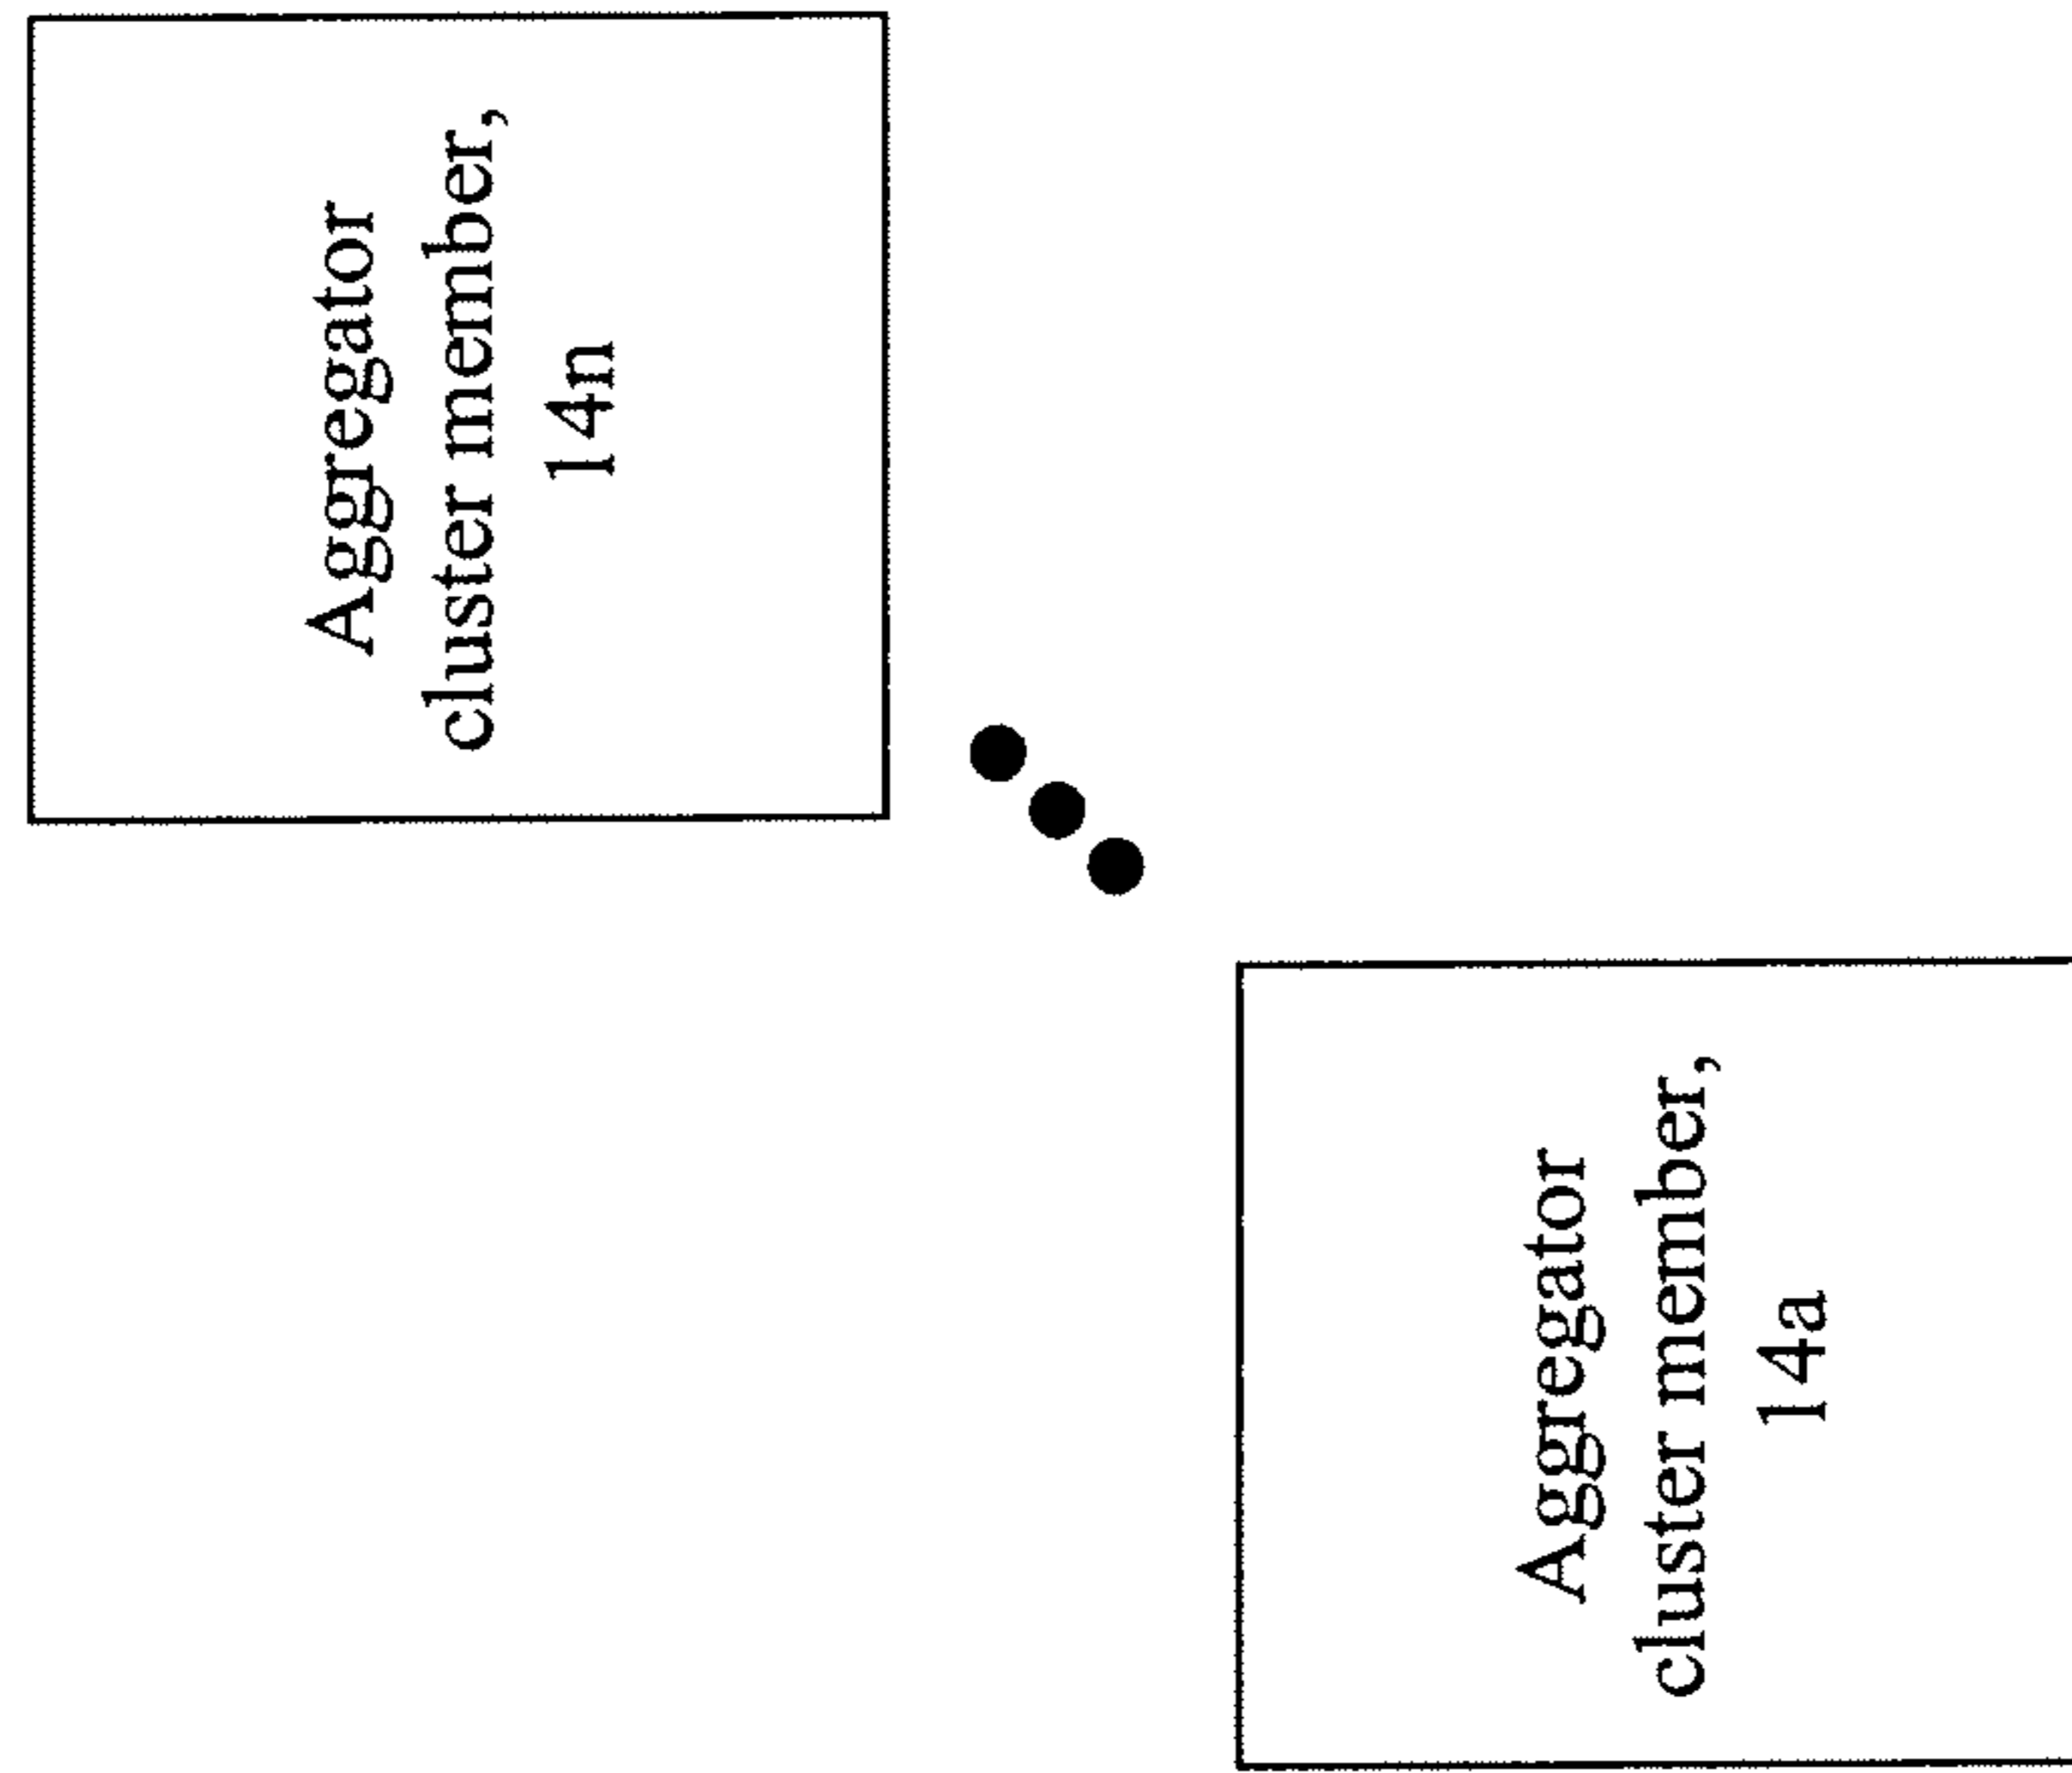 Aggregator
cluster member,
14n
Aggregator
cluster member,
14a